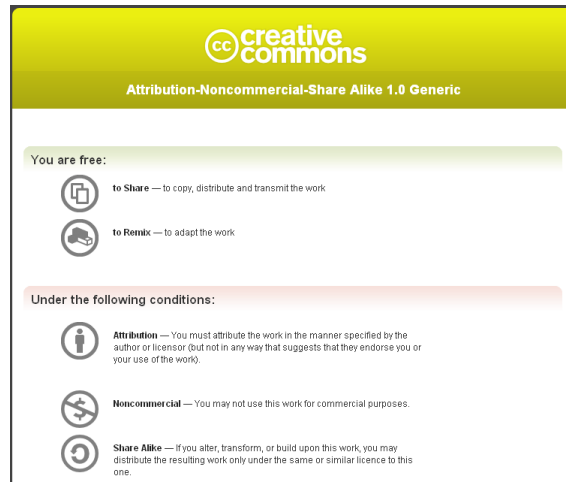 cc creative
commons
Attribution-Noncommercial-Share Alike 1.0 Generic
You are free:
to Share — to copy, distribute and transmit the work
to Remix — to adapt the work
Under the following conditions:
Attribution — You must attribute the work in the manner specified by the
author or licensor (but not in any way that suggests that they endorse you or
your use of the work).
Noncommercial — You may not use this work for commercial purposes.
Share Alike — If you alter, transform, or build upon this work, you may
distribute the resulting work only under the same or similar licence to this
one.